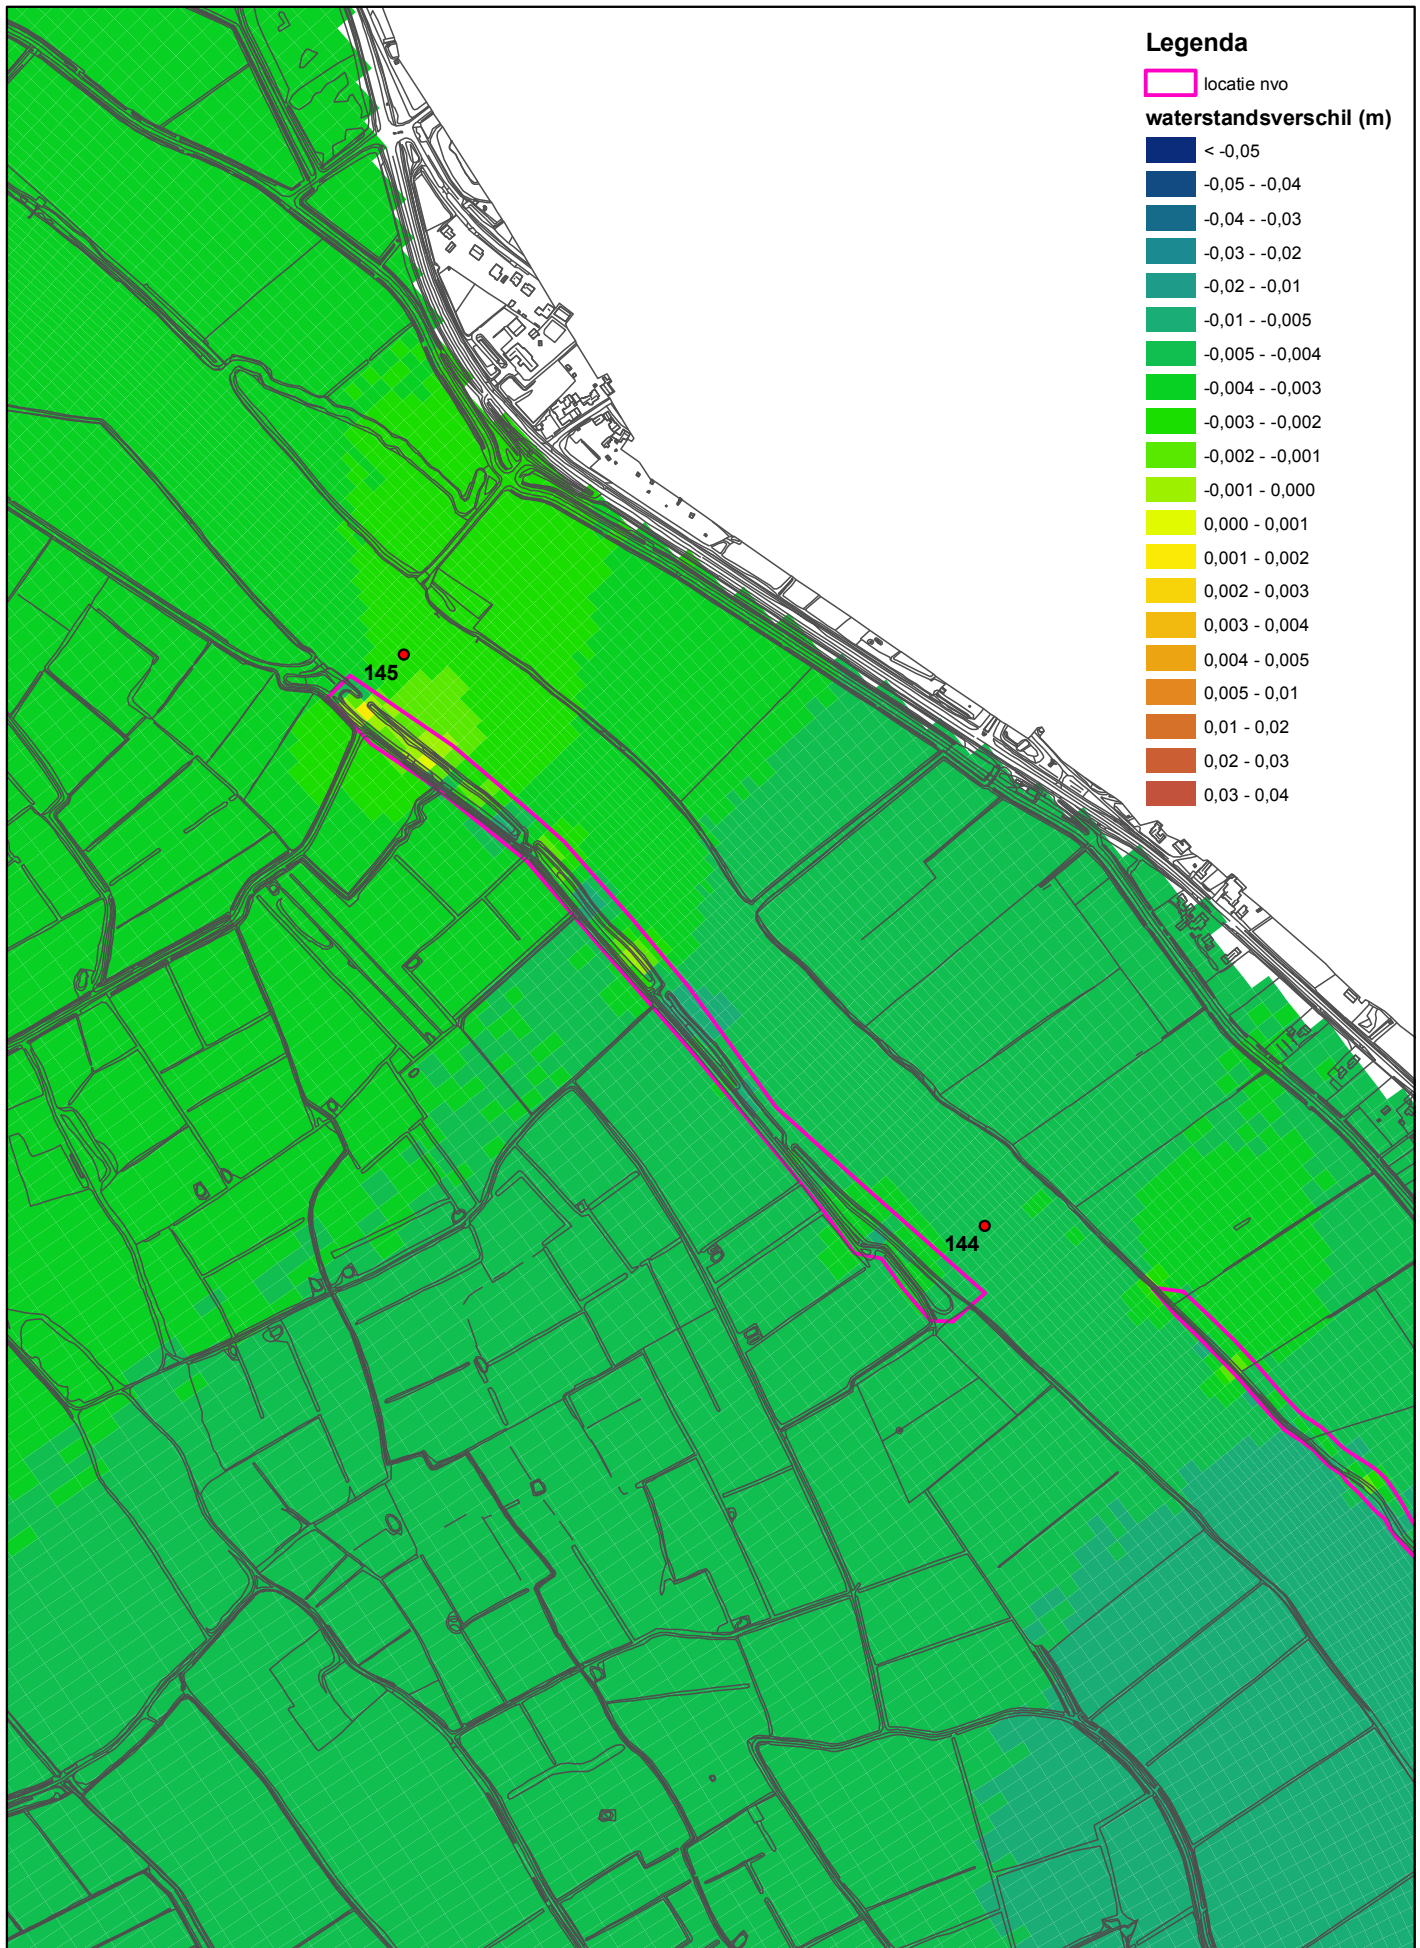 Legenda
locatie nvo
waterstandsverschil (m)
< -0,05
-0,05 - -0,04
-0,04 - -0,03
-0,03 - -0,02
-0,02 - -0,01
-0,01 - -0,005
-0,005 - -0,004
-0,004 - -0,003
-0,003 - -0,002
-0,002 - -0,001
-0,001 - 0,000
0,000 - 0,001
0,001 - 0,002
0,002 - 0,003
0,003 - 0,004
0,004 - 0,005
0,005 - 0,01
0,01 - 0,02
0,02 - 0,03
0,03 - 0,04
145
144